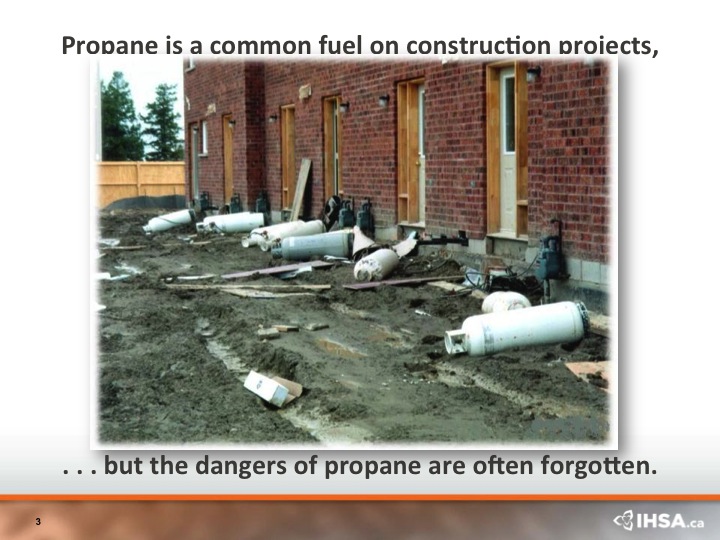 Propane is a common fuel on construction projects,
. . . but the dangers of propane are often forgotten.
3
IHSA.ca